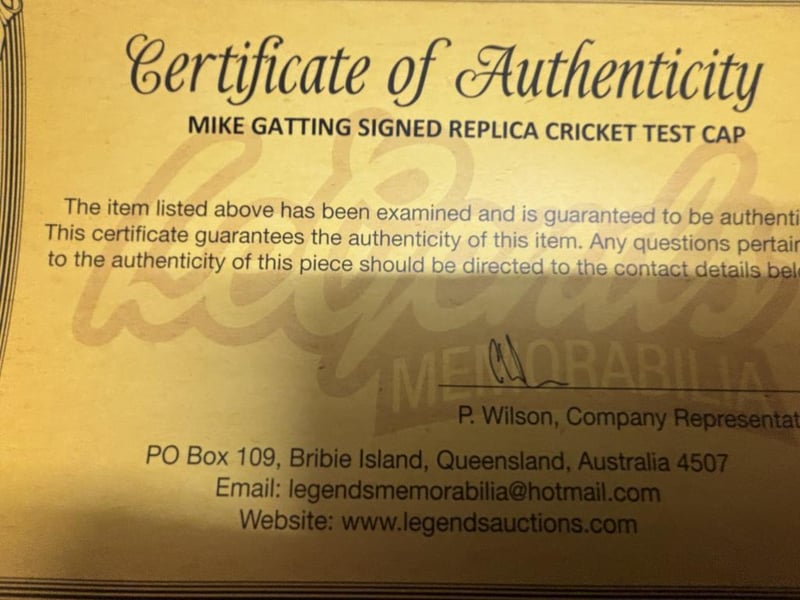 Certificate of Authenticity
MIKE GATTING SIGNED REPLICA CRICKET TEST CAP
The item listed above has been examined and is guaranteed to be authenti
This certificate guarantees the authenticity of this item. Any questions pertain
to the authenticity of this piece should be directed to the contact details bel
Legends
MEMORABILIA
P. Wilson, Company Representat
PO Box 109, Bribie Island, Queensland, Australia 4507
Email: legendsmemorabilia@hotmail.com
Website: www.legendsauctions.com